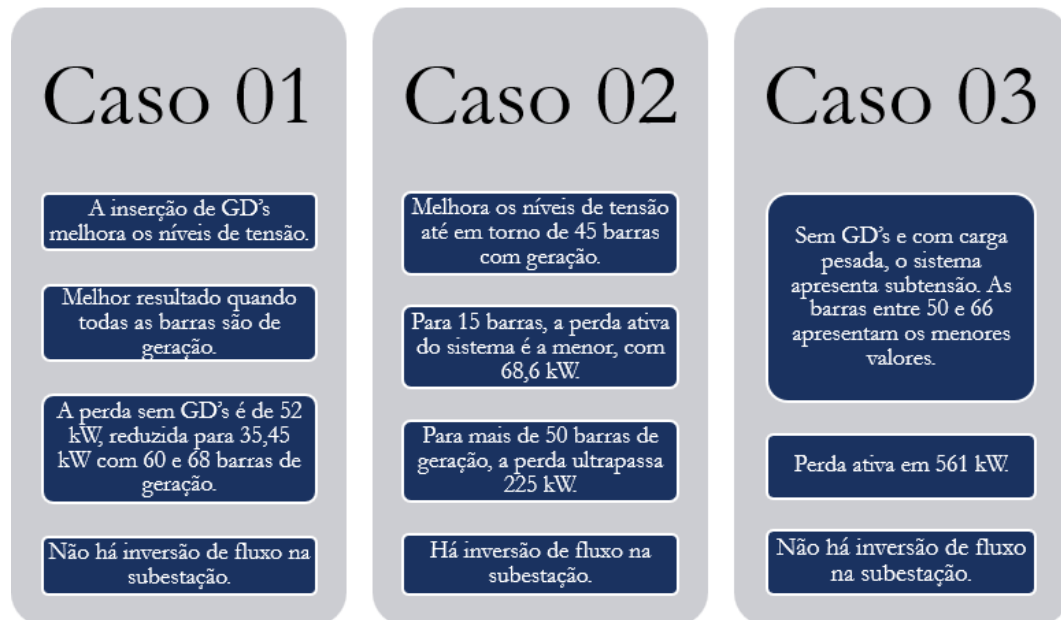 Caso 01
A inserção de GD's
melhora os níveis de tensão.
Melhor resultado quando
todas as barras são de
geração.
A perda sem GD's é de 52
kW, reduzida para 35,45
kW com 60 e 68 barras de
geração.
Não há inversão de fluxo na
subestação.
Caso 02
Melhora os níveis de tensão
até em torno de 45 barras
com geração.
Para 15 barras, a perda ativa
do sistema é a menor, com
68,6 kW.
Para mais de 50 barras de
geração, a perda ultrapassa
225 kW.
Há inversão de fluxo na
subestação.
Caso 03
Sem GD's e com carga
pesada, o sistema
apresenta subtensão. As
barras entre 50 e 66
apresentam os menores
valores.
Perda ativa em 561 kW.
Não há inversão de fluxo
na subestação.